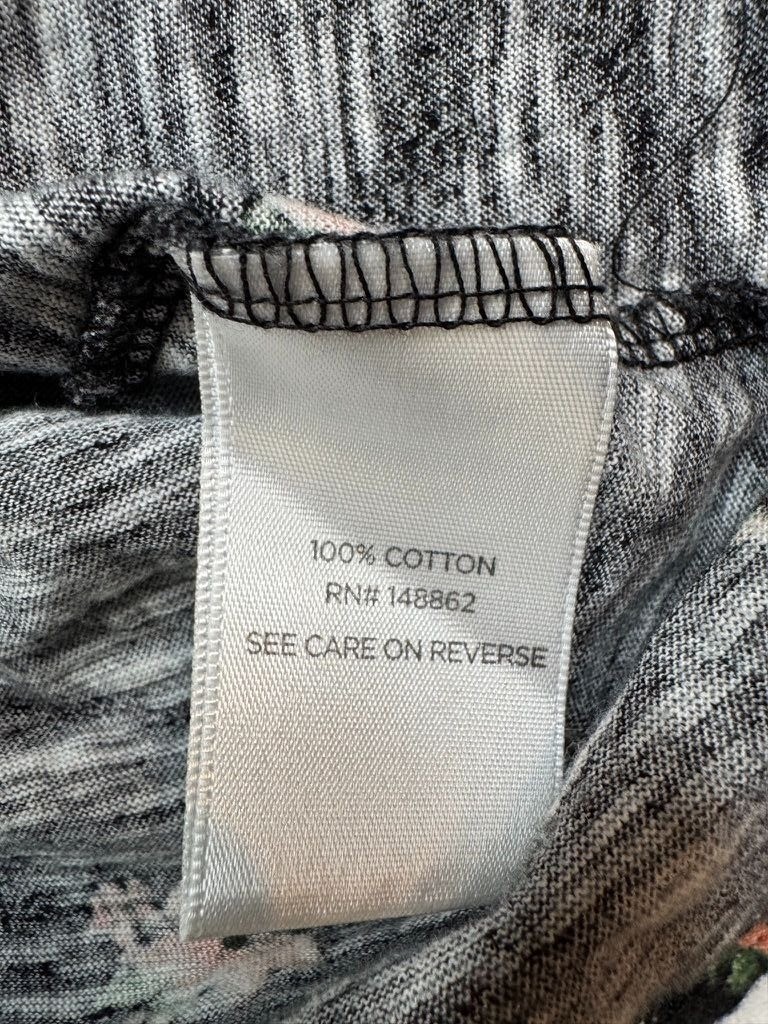 100% COTTON
RN# 148862
SEE CARE ON REVERSE